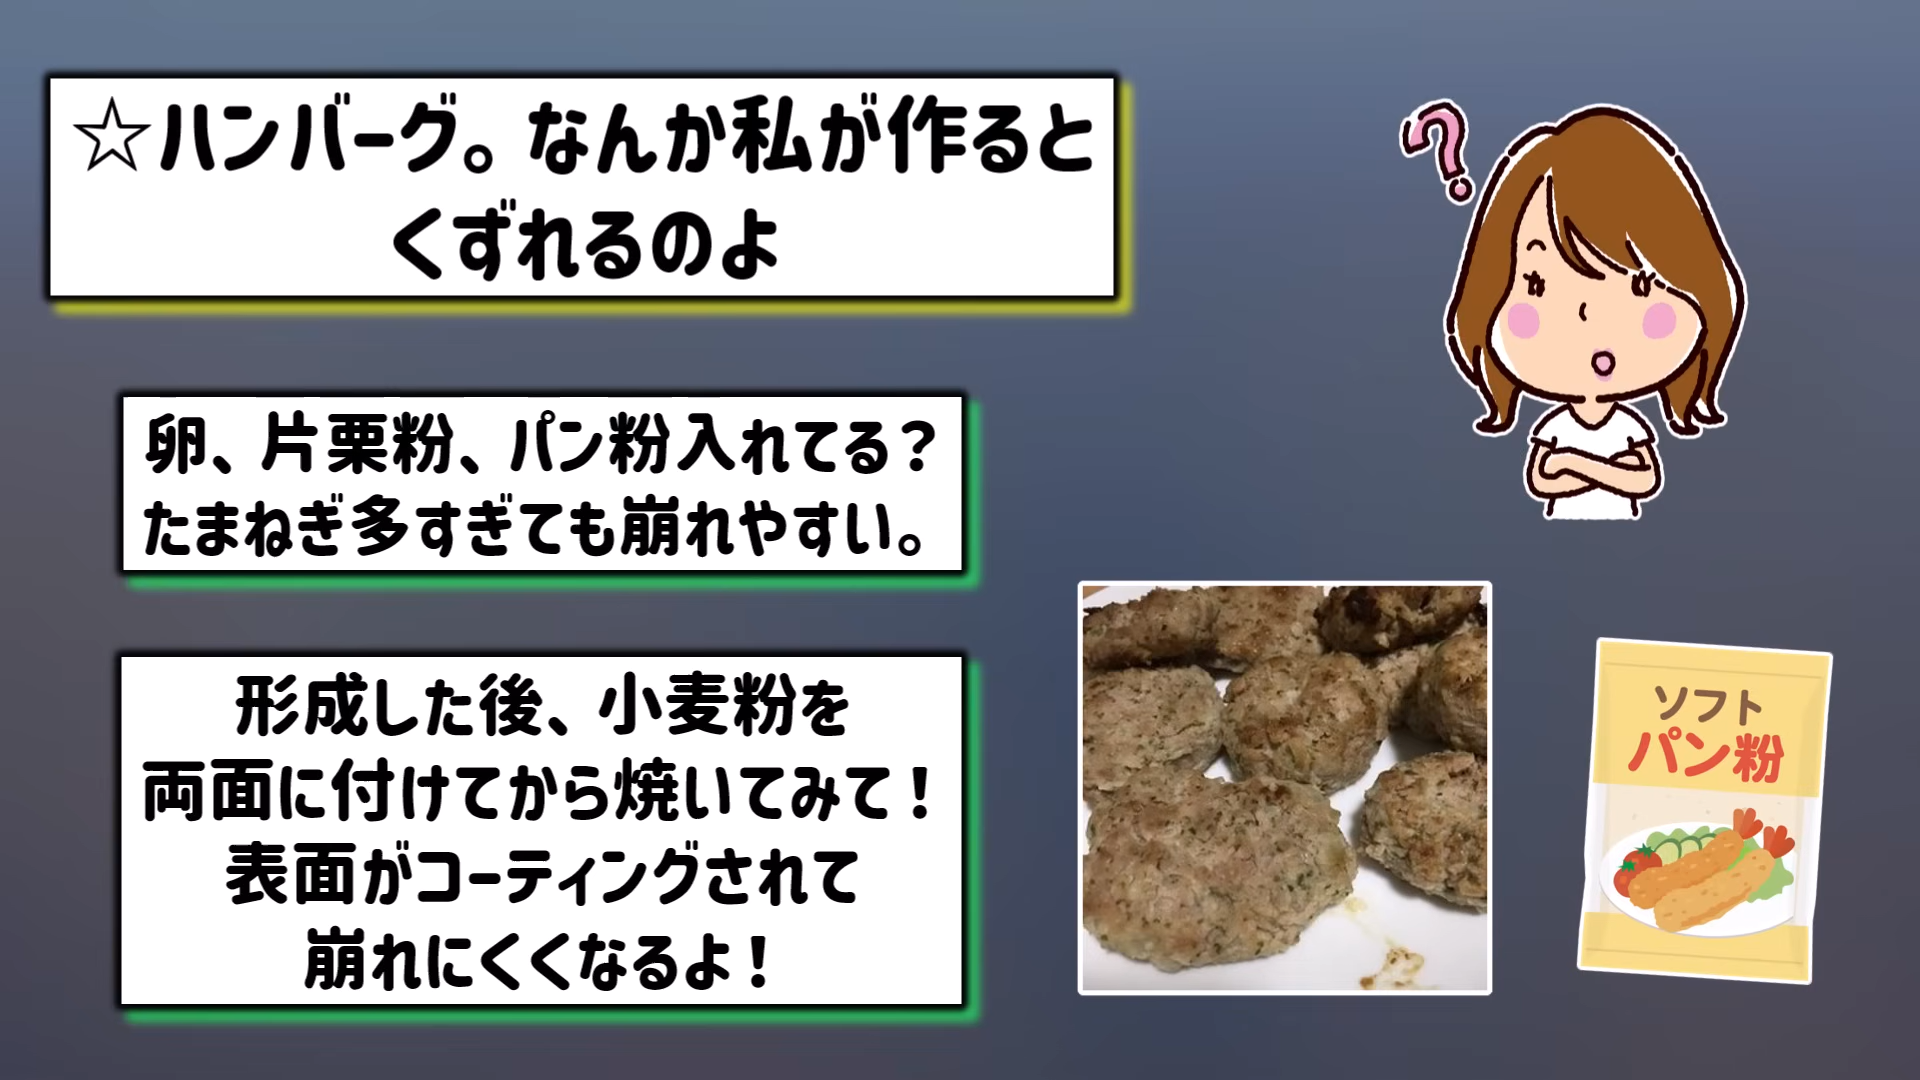 ☆ハンバーグ。なんか私が作ると
くずれるのよ
卵、片栗粉、パン粉入れてる？
たまねぎ多すぎても崩れやすい。
形成した後、小麦粉を
両面に付けてから焼いてみて！
表面がコーティングされて
崩れにくくなるよ！
ソフト
パン粉